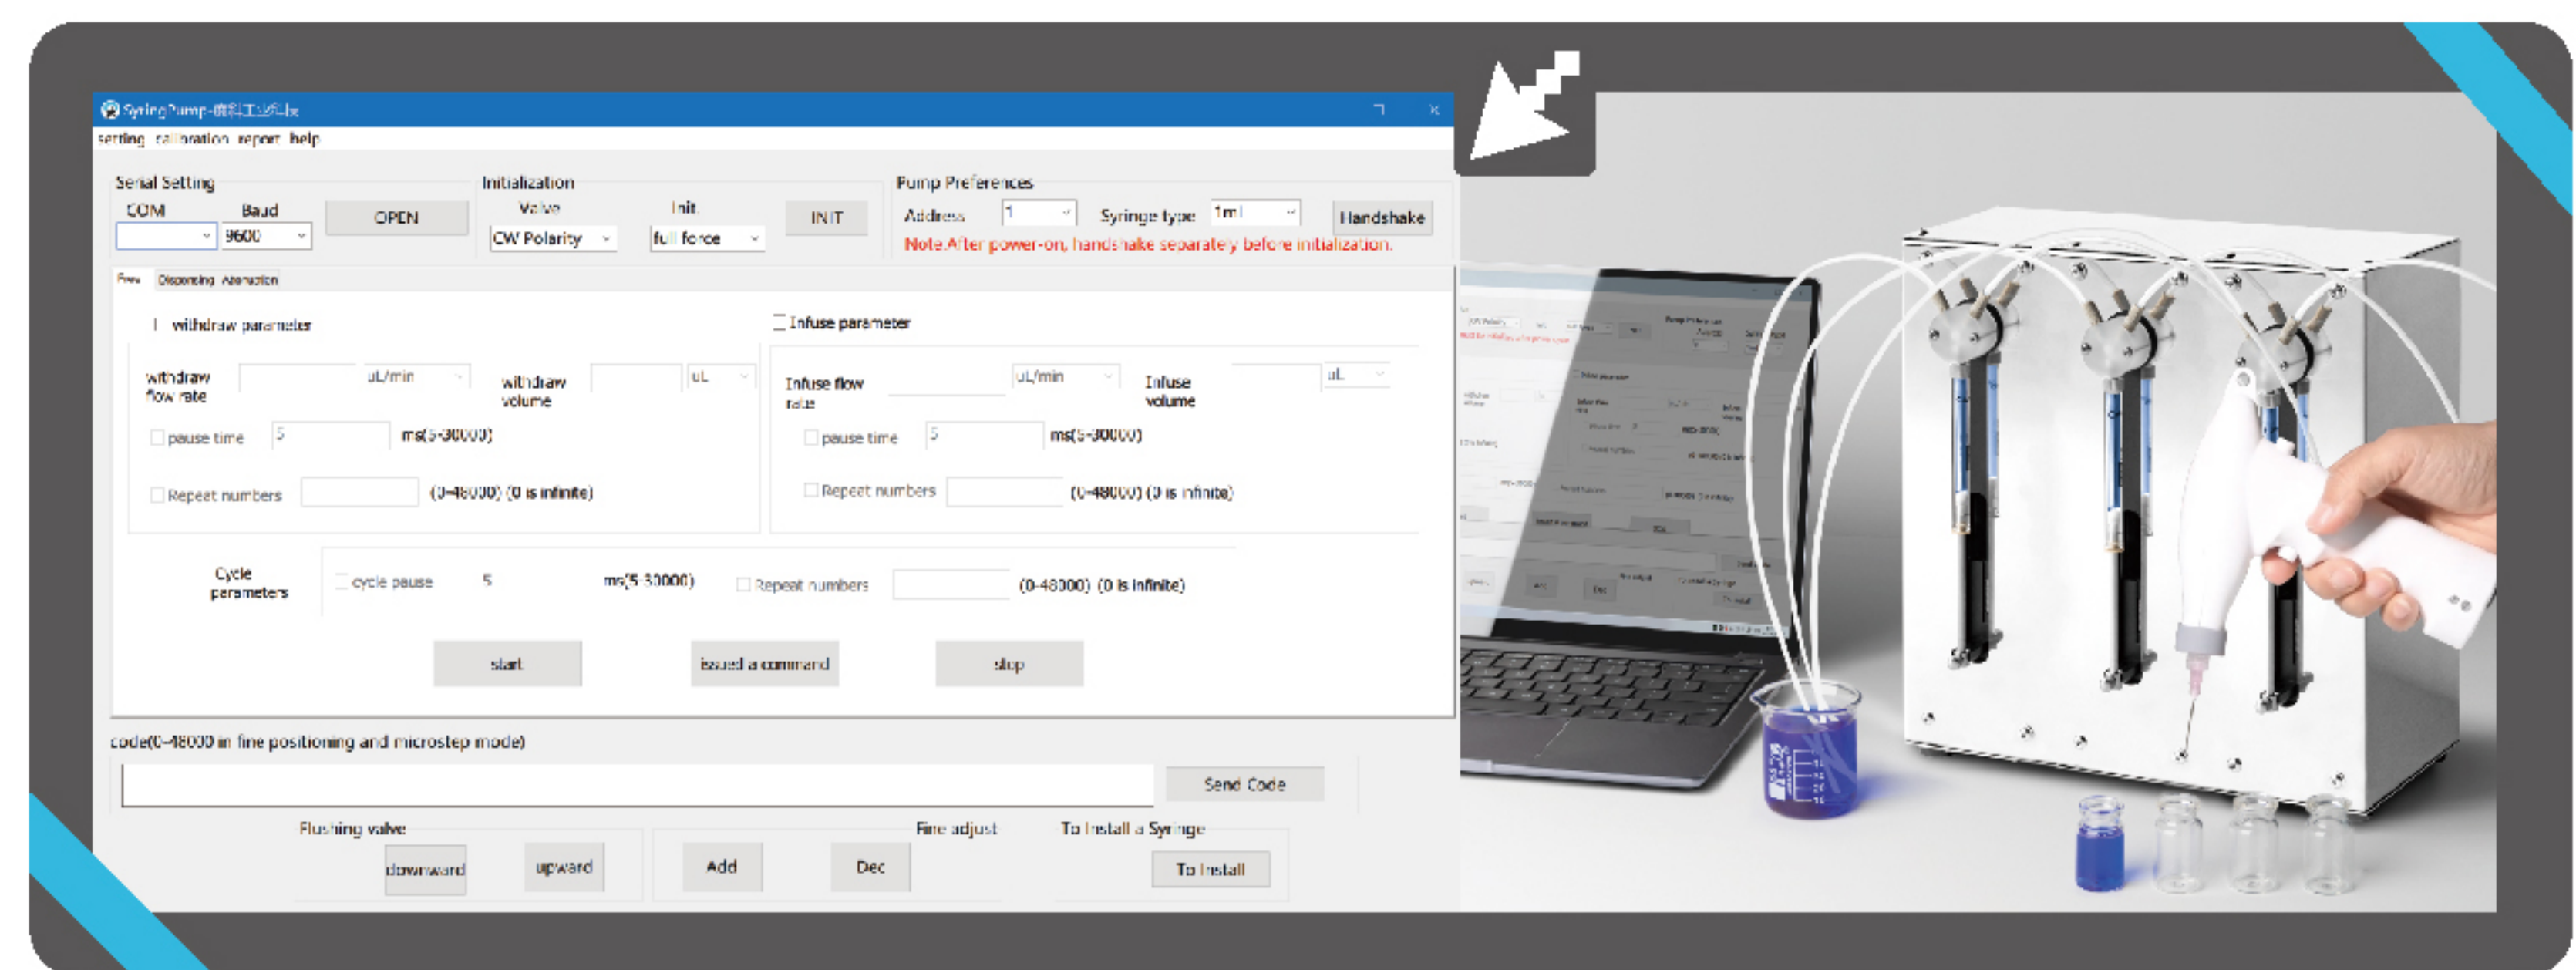 SyringPump-
setting calibration report help
Serial Setting
COM
Baud
9600
OPEN
Initialization
Valve
Init.
CW Polarity
full force
INIT
Pump Preferences
Address
1
Syringe type
1ml
Handshake
Note.After power-on, handshake separately before initialization.
Dispensing
withdraw parameter
withdraw
flow rate
uL/min
withdraw
volume
uL
pause time
5
ms(5-30000)
Repeat numbers
(0-48000) (0 is infinite)
Infuse parameter
Infuse flow
rate
uL/min
Infuse
volume
uL
pause time
5
ms(5-30000)
Repeat numbers
(0-48000) (0 is infinite)
Cycle
parameters
cycle pause
5
ms(5-30000)
Repeat numbers
(0-48000) (0 is infinite)
start
issued a command
stop
code(0-48000 in fine positioning and microstep mode)
Send Code
Flushing valve
downward
upward
Fine adjust
Add
Dec
To Install a Syringe
To Install